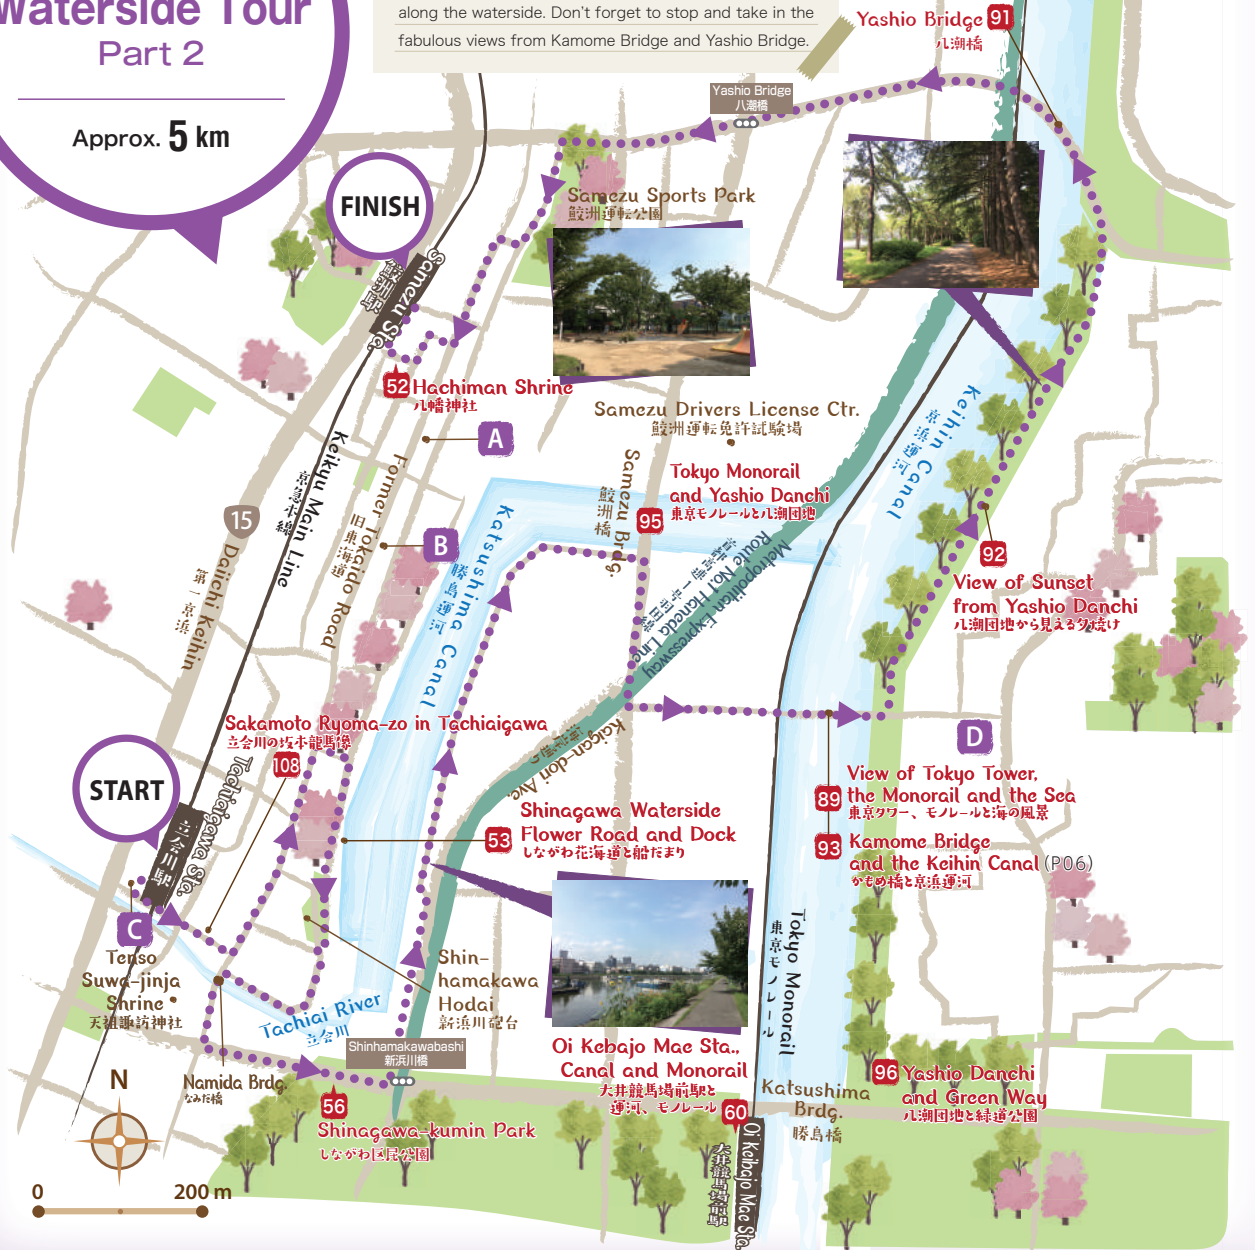 Waterside Tour
Part 2
Approx. 5 km
along the waterside. Don't forget to stop and take in the
fabulous views from Kamome Bridge and Yashio Bridge.
Yashio Bridge 91
八潮橋
Yashio Bridge
八潮橋
FINISH
Samezu Sta.
鮫洲駅
Samezu Sports Park
鮫洲運転公園
52 Hachiman Shrine
八幡神社
A
Samezu Drivers License Ctr.
鮫洲運転免許試験場
Keihin Canal
京浜運河
Keikyu Main Line
京急本線
Former Tokaido Road
旧東海道
B
15
Daiichi Keihin
第一京浜
Katsushima Canal
勝島運河
Samezu Brdg.
鮫洲橋
95
Tokyo Monorail
and Yashio Danchi
東京モノレールと八潮団地
Metropolitan Expressway
Route No.1 Haneda Line
首都高速1号羽田線
92
View of Sunset
from Yashio Danchi
八潮団地から見える夕焼け
Sakamoto Ryoma-zo in Tachiaigawa
立会川の坂本龍馬像
108
Kaigan-dori Ave.
D
START
Tachiaigawa Sta.
立会川駅
53
Shinagawa Waterside
Flower Road and Dock
しながわ花海道と船だまり
89
View of Tokyo Tower,
the Monorail and the Sea
東京タワー、モノレールと海の風景
93
Kamome Bridge
and the Keihin Canal (P06)
かもめ橋と京浜運河
C
Tenso
Suwa-jinja
Shrine
天祖諏訪神社
Shin-
hamakawa
Hodai
新浜川砲台
Tokyo Monorail
東京モノレール
Tachiai River
立会川
Shinhamakawabashi
新浜川橋
Oi Kebajo Mae Sta.,
Canal and Monorail
大井競馬場前駅と
運河、モノレール
60
N
Namida Brdg.
なみだ橋
56
Shinagawa-kumin Park
しながわ区民公園
Katsushima
Brdg.
勝島橋
96 Yashio Danchi
and Green Way
八潮団地と緑道公園
Oi Keibajo Mae Sta.
大井競馬場前駅
0 200 m